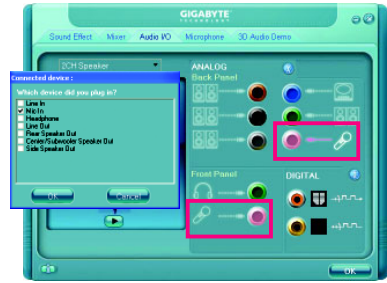 GIGABYTE
Sound Effect Mixer Audio I/O Microphone 3D Audio Demo
2CH Speaker
Connected device :
Which device did you plug in?
Line In
Mic In
Headphone
Line Out
Rear Speaker Out
Center/Subwoofer Speaker Out
Side Speaker Out
OK Cancel
ANALOG
Back Panel
Front Panel
DIGITAL
OK